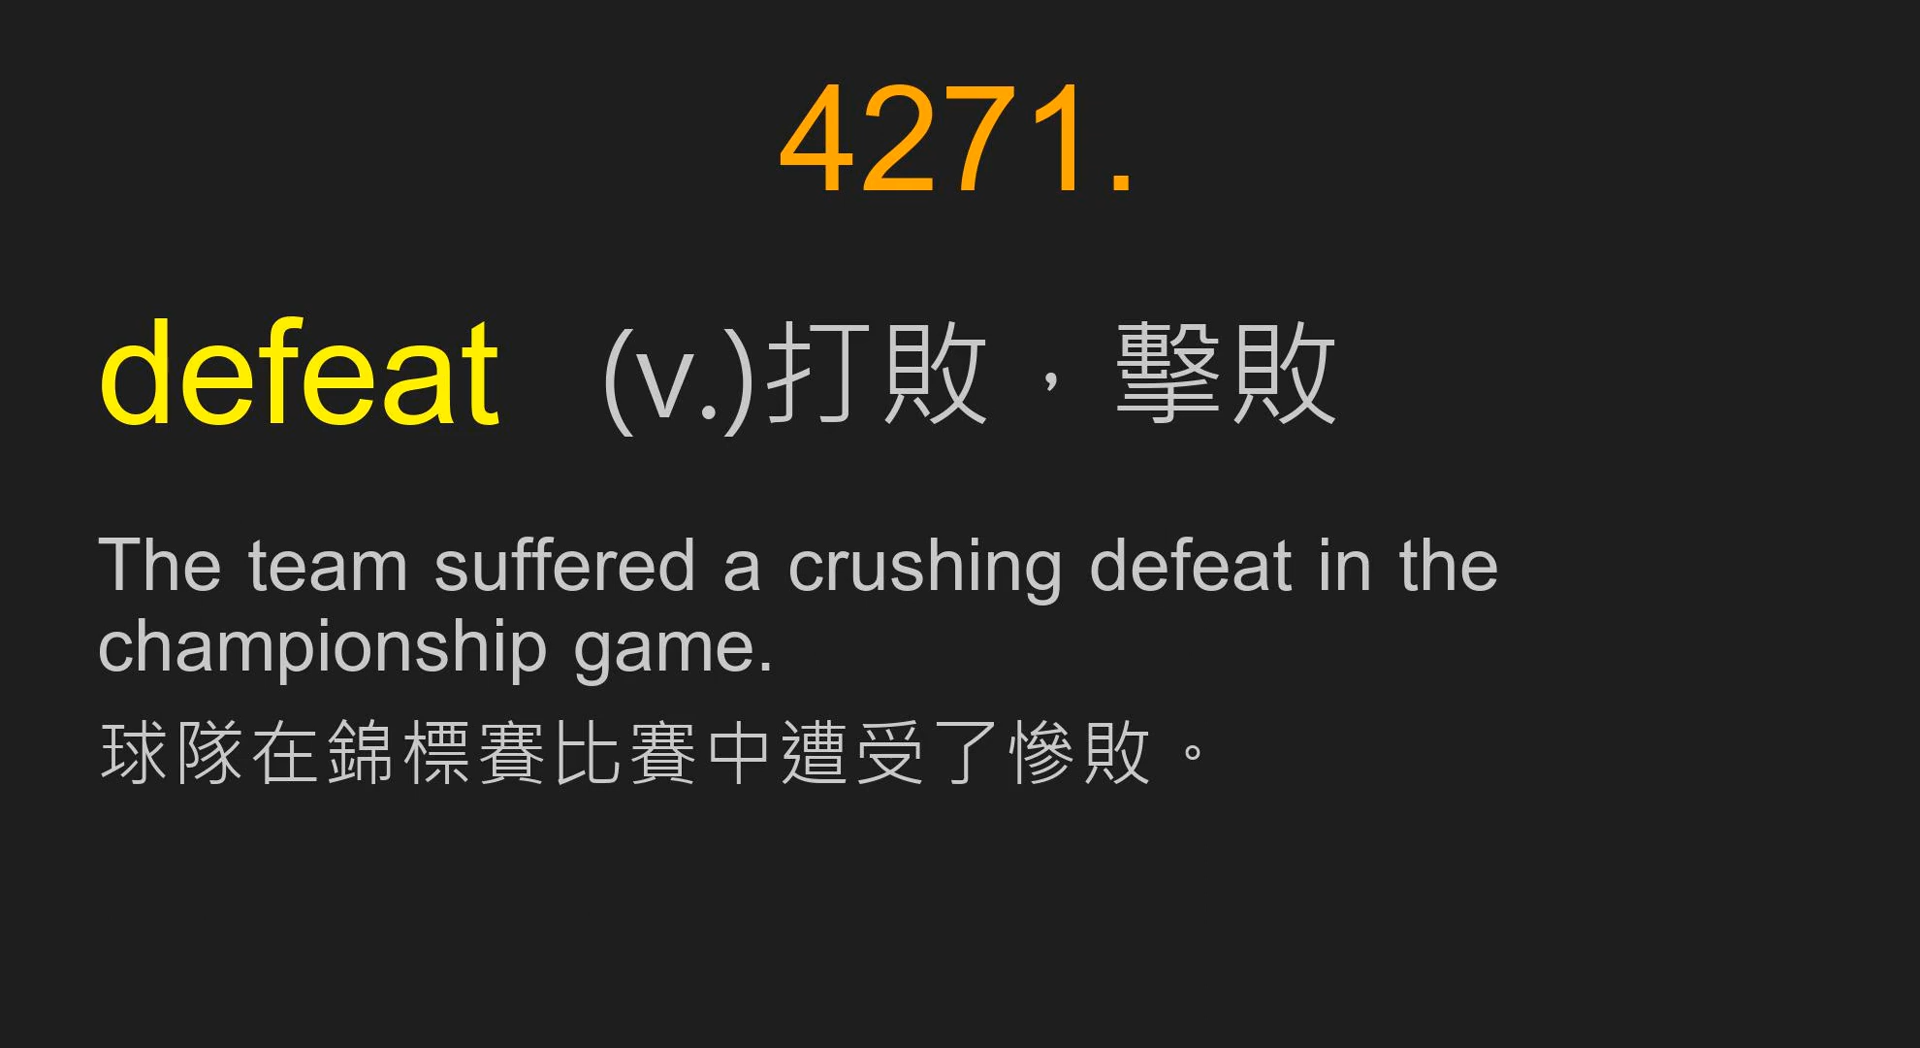 4271.
defeat (v.)打敗，擊敗
The team suffered a crushing defeat in the
championship game.
球隊在錦標賽比賽中遭受了慘敗。